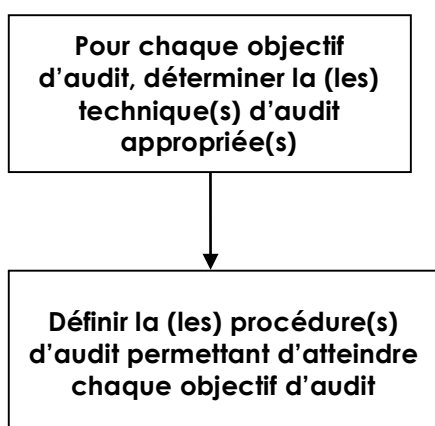 Pour chaque objectif
d’audit, déterminer la (les)
technique(s) d’audit
appropriée(s)
Définir la (les) procédure(s)
d’audit permettant d’atteindre
chaque objectif d’audit